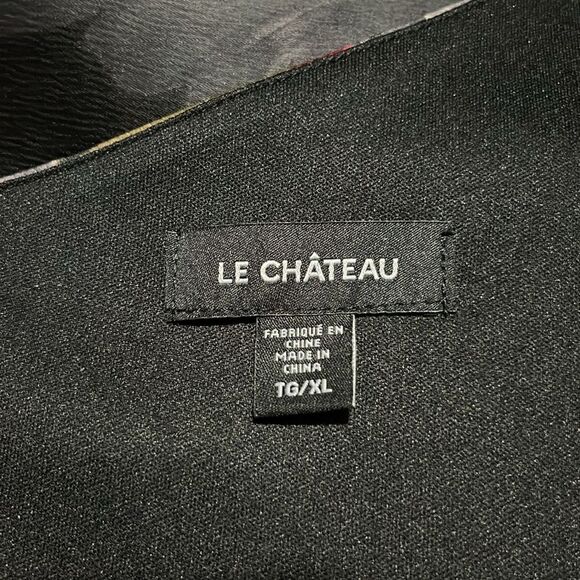 LE CHÂTEAU
FABRIQUÉ EN
CHINE
MADE IN
CHINA
TG/XL